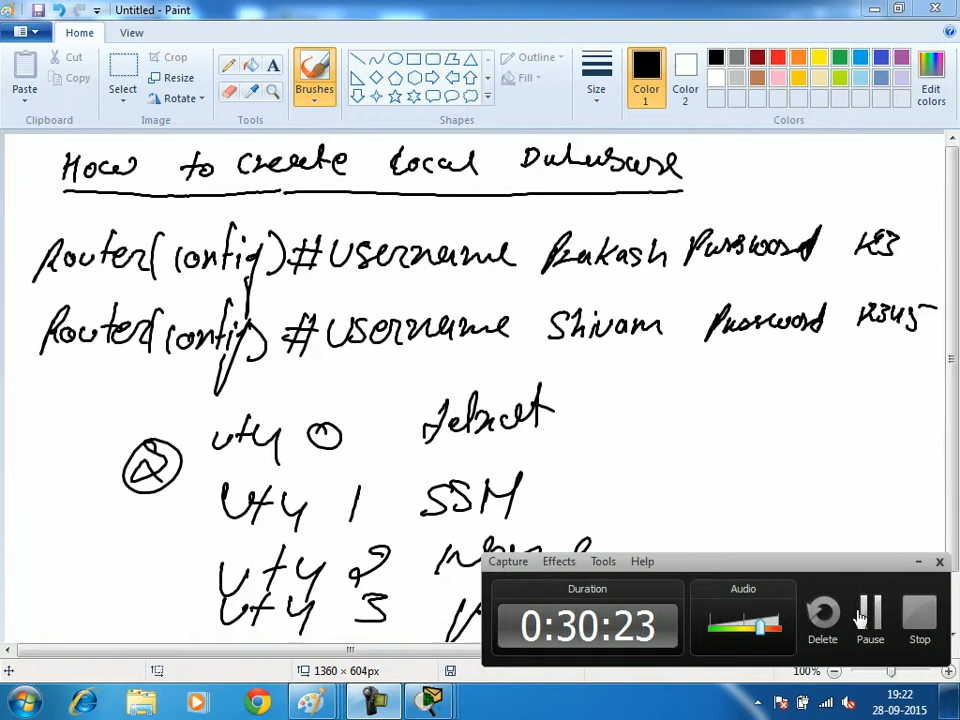 Untitled - Paint
Home View
Cut
Copy
Paste
Clipboard
Crop
Resize
Rotate
Select
Image
Tools
Brushes
Outline
Fill
Shapes
Size
Color 1
Color 2
Edit colors
Colors
How to Create Local Database
Router(config)#Username Prakash Password
Router(config)#Username Shivam Password
vty 0 Telnet
2
vty 1 SSH
vty 2
vty 3
Capture Effects Tools Help
Duration
0:30:23
Audio
Delete Pause Stop
1360 × 604px
100%
19:22
28-09-2015